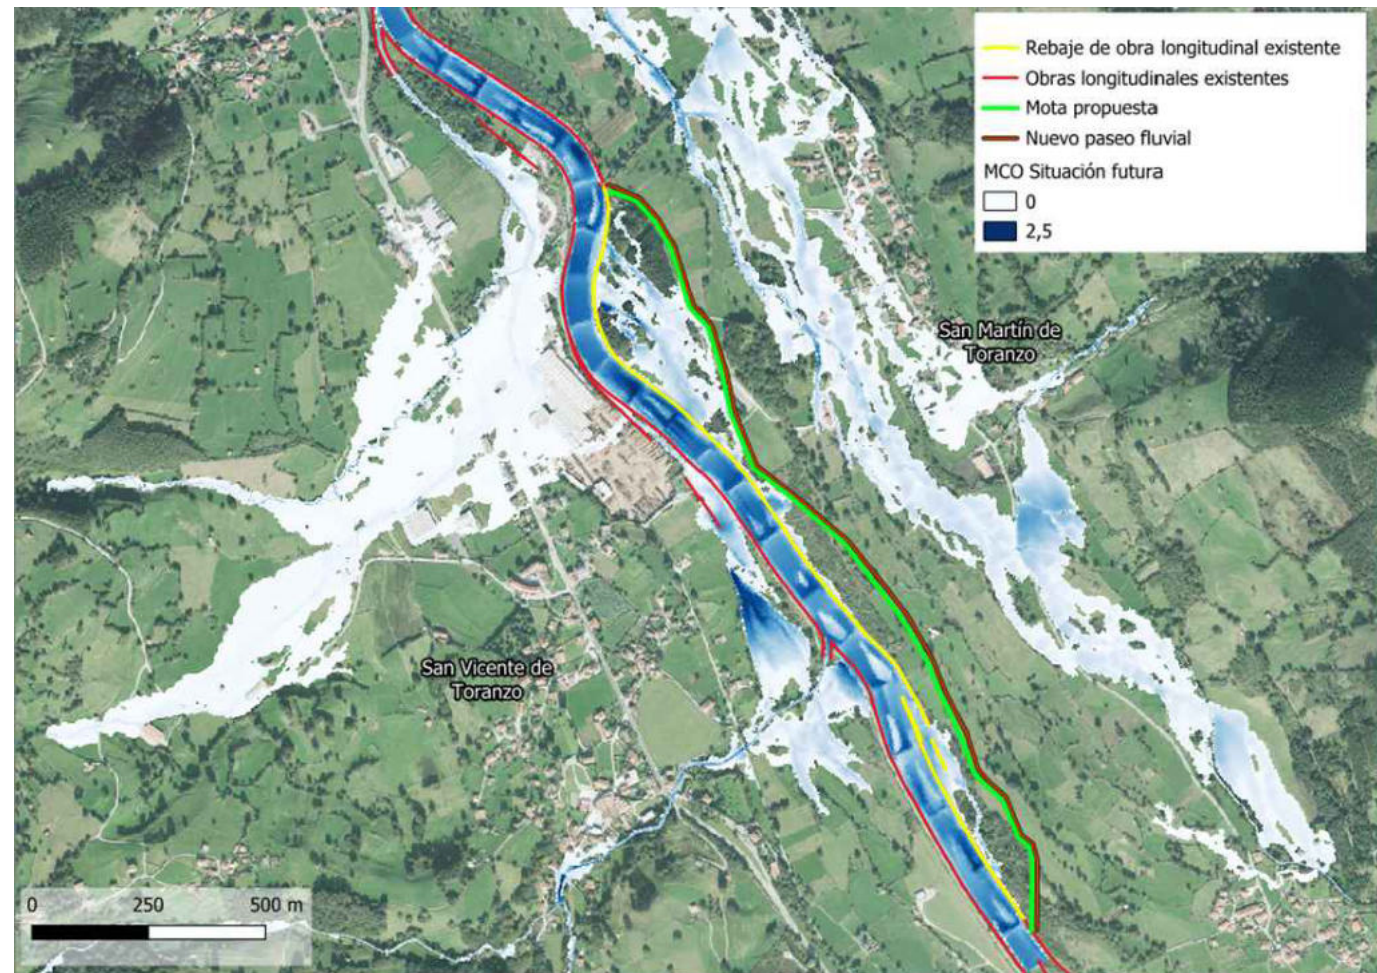 Rebaje de obra longitudinal existente
Obras longitudinales existentes
Mota propuesta
Nuevo paseo fluvial
MCO Situación futura
0
2,5
San Martín de
Toranzo
San Vicente de
Toranzo
0 250 500 m